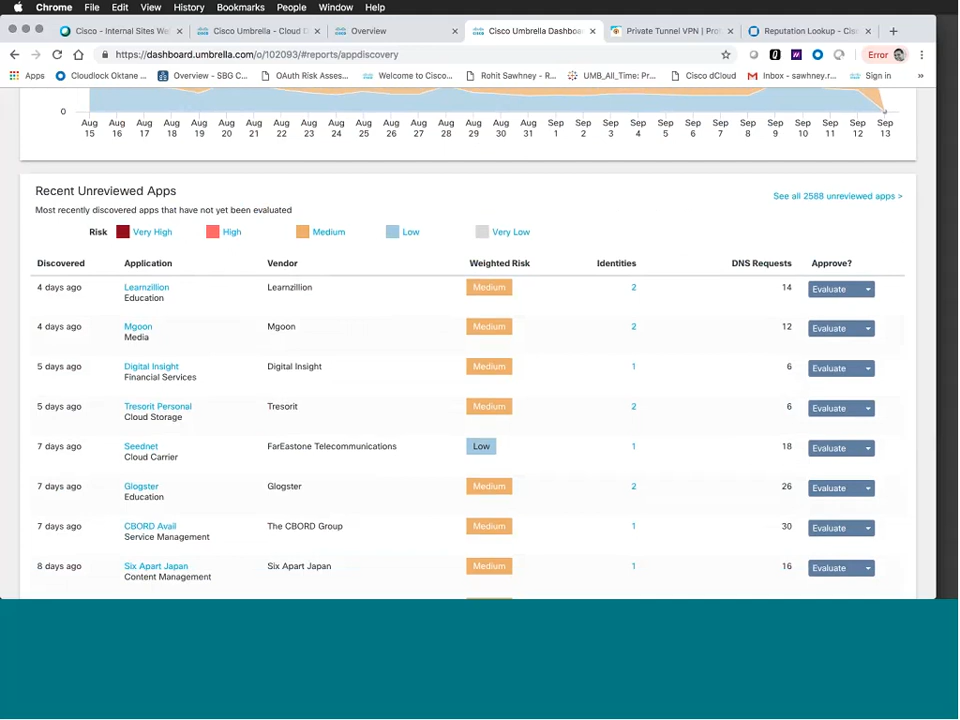 Chrome File Edit View History Bookmarks People Window Help
Cisco - Internal Sites We Cisco Umbrella - Cloud D Overview Cisco Umbrella Dashboa Private Tunnel VPN | Pr Reputation Lookup - Cis
https://dashboard.umbrella.com/o/102093/#reports/appdiscovery Error
Apps Cloudlock Oktane ... Overview - SBG C... OAuth Risk Asses... Welcome to Cisco... Rohit Sawhney - R... UMB_All_Time: Pr... Cisco dCloud Inbox - sawhney.r... Sign in »
0
Aug Aug Aug Aug Aug Aug Aug Aug Aug Aug Aug Aug Aug Aug Aug Aug Aug Sep Sep Sep Sep Sep Sep Sep Sep Sep Sep Sep Sep Sep
15 16 17 18 19 20 21 22 23 24 25 26 27 28 29 30 31 1 2 3 4 5 6 7 8 9 10 11 12 13
Recent Unreviewed Apps
See all 2588 unreviewed apps >
Most recently discovered apps that have not yet been evaluated
Risk Very High High Medium Low Very Low
Discovered Application Vendor Weighted Risk Identities DNS Requests Approve?
4 days ago Learnzillion Learnzillion Medium 2 14 Evaluate
Education
4 days ago Mgoon Mgoon Medium 2 12 Evaluate
Media
5 days ago Digital Insight Digital Insight Medium 1 6 Evaluate
Financial Services
5 days ago Tresorit Personal Tresorit Medium 2 6 Evaluate
Cloud Storage
7 days ago Seednet FarEastone Telecommunications Low 1 18 Evaluate
Cloud Carrier
7 days ago Glogster Glogster Medium 2 26 Evaluate
Education
7 days ago CBORD Avail The CBORD Group Medium 1 30 Evaluate
Service Management
8 days ago Six Apart Japan Six Apart Japan Medium 1 16 Evaluate
Content Management